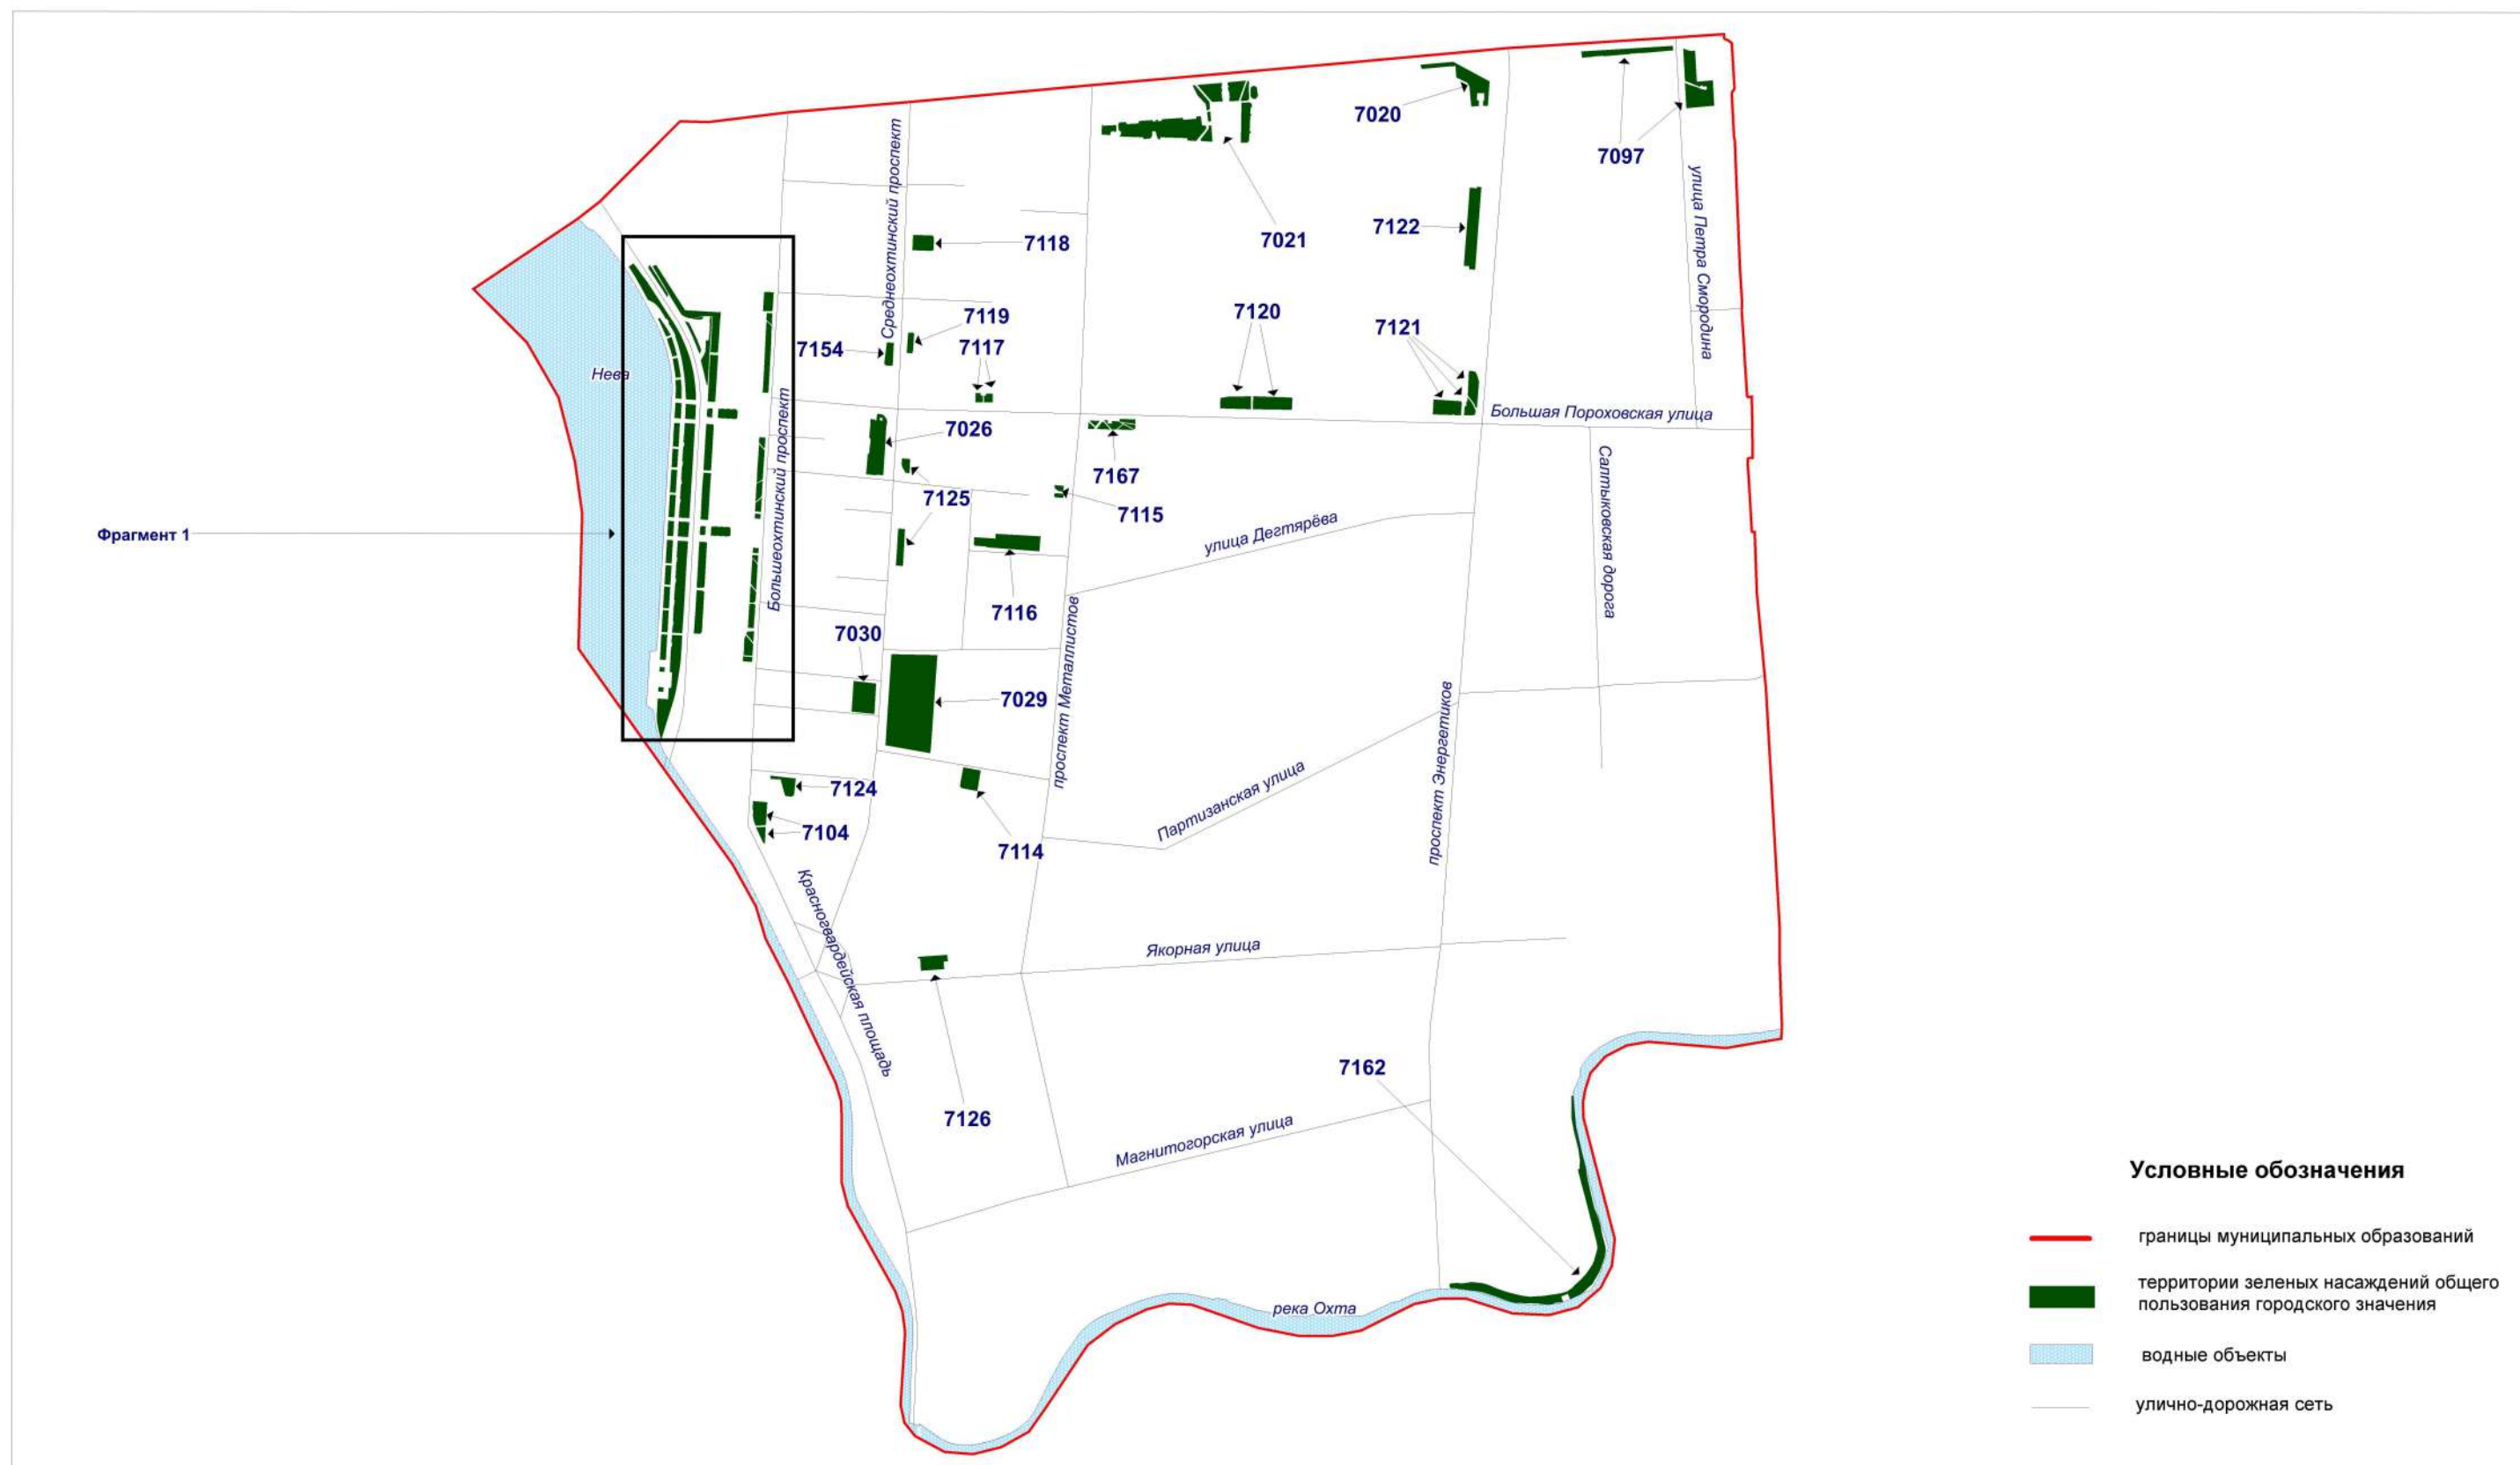 7020
7097
Среднеохтинский проспект
улица Петра Смородина
7118
7021
7122
7119
7120
7121
7154
7117
Нева
Большеохтинский проспект
Большая Пороховская улица
7026
7167
7125
7115
Салтыковская дорога
Фрагмент 1
улица Дегтярёва
7116
7030
проспект Металлистов
7029
проспект Энергетиков
7124
Партизанская улица
7104
7114
Красногвардейская площадь
Якорная улица
7162
7126
Магнитогорская улица
река Охта
Условные обозначения
границы муниципальных образований
территории зеленых насаждений общего
пользования городского значения
водные объекты
улично-дорожная сеть